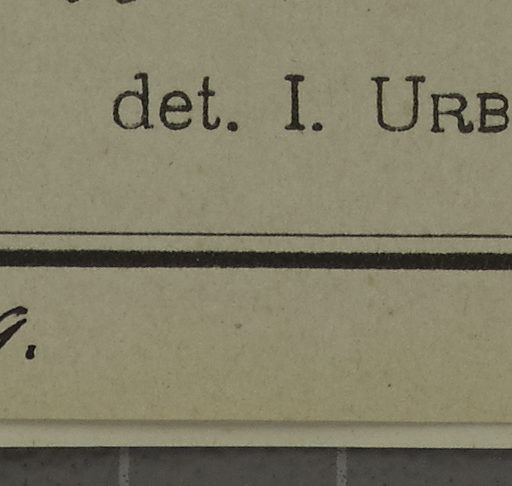 det. I. URB